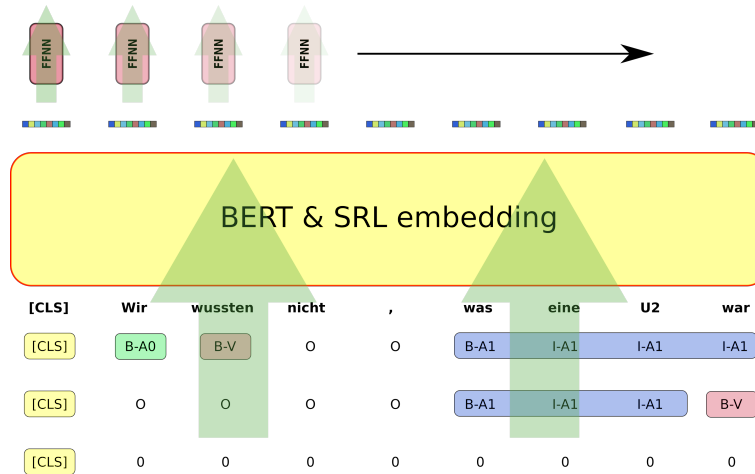 FFNN FFNN FFNN FFNN
BERT & SRL embedding
[CLS] Wir wussten nicht , was eine U2 war
[CLS] B-A0 B-V O O B-A1 I-A1 I-A1 I-A1
[CLS] O O O O B-A1 I-A1 I-A1 B-V
[CLS] 0 0 0 0 0 0 0 0